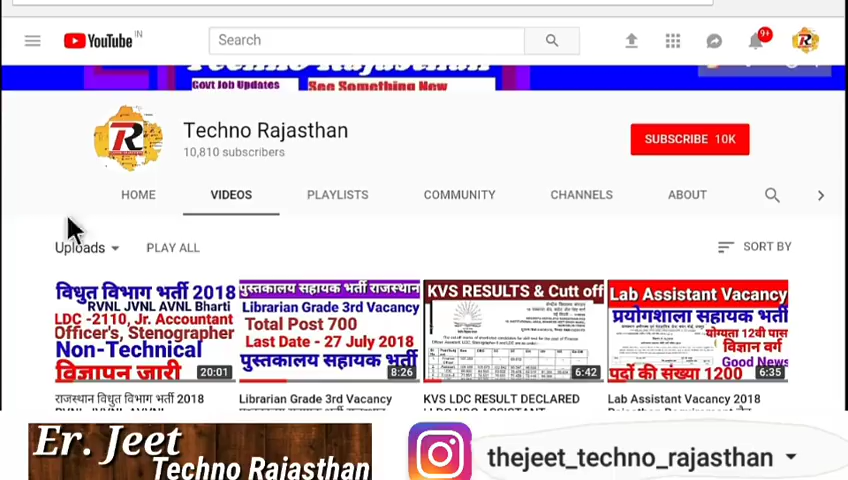 YouTube IN
Search
9+
Techno Rajasthan
Govt Job Updates
See Something New
R
Techno Rajasthan
10,810 subscribers
SUBSCRIBE 10K
HOME
VIDEOS
PLAYLISTS
COMMUNITY
CHANNELS
ABOUT
Uploads
PLAY ALL
SORT BY
विधुत विभाग भर्ती 2018
RVNL JVNL AVNL Bharti
LDC -2110, Jr. Accountant
Officer's, Stenographer
Non-Technical
विज्ञापन जारी
20:01
पुस्तकालय सहायक भर्ती राजस्थान
Librarian Grade 3rd Vacancy
Total Post 700
Last Date - 27 July 2018
पुस्तकालय सहायक भर्ती
8:26
KVS RESULTS & Cutt off
6:42
Lab Assistant Vacancy
प्रयोगशाला सहायक भर्ती
योग्यता 12वी पास
विज्ञान वर्ग
Good News
पदों की संख्या 1200
6:35
राजस्थान विधुत विभाग भर्ती 2018
Librarian Grade 3rd Vacancy
KVS LDC RESULT DECLARED
Lab Assistant Vacancy 2018
Er. Jeet
Techno Rajasthan
thejeet_techno_rajasthan